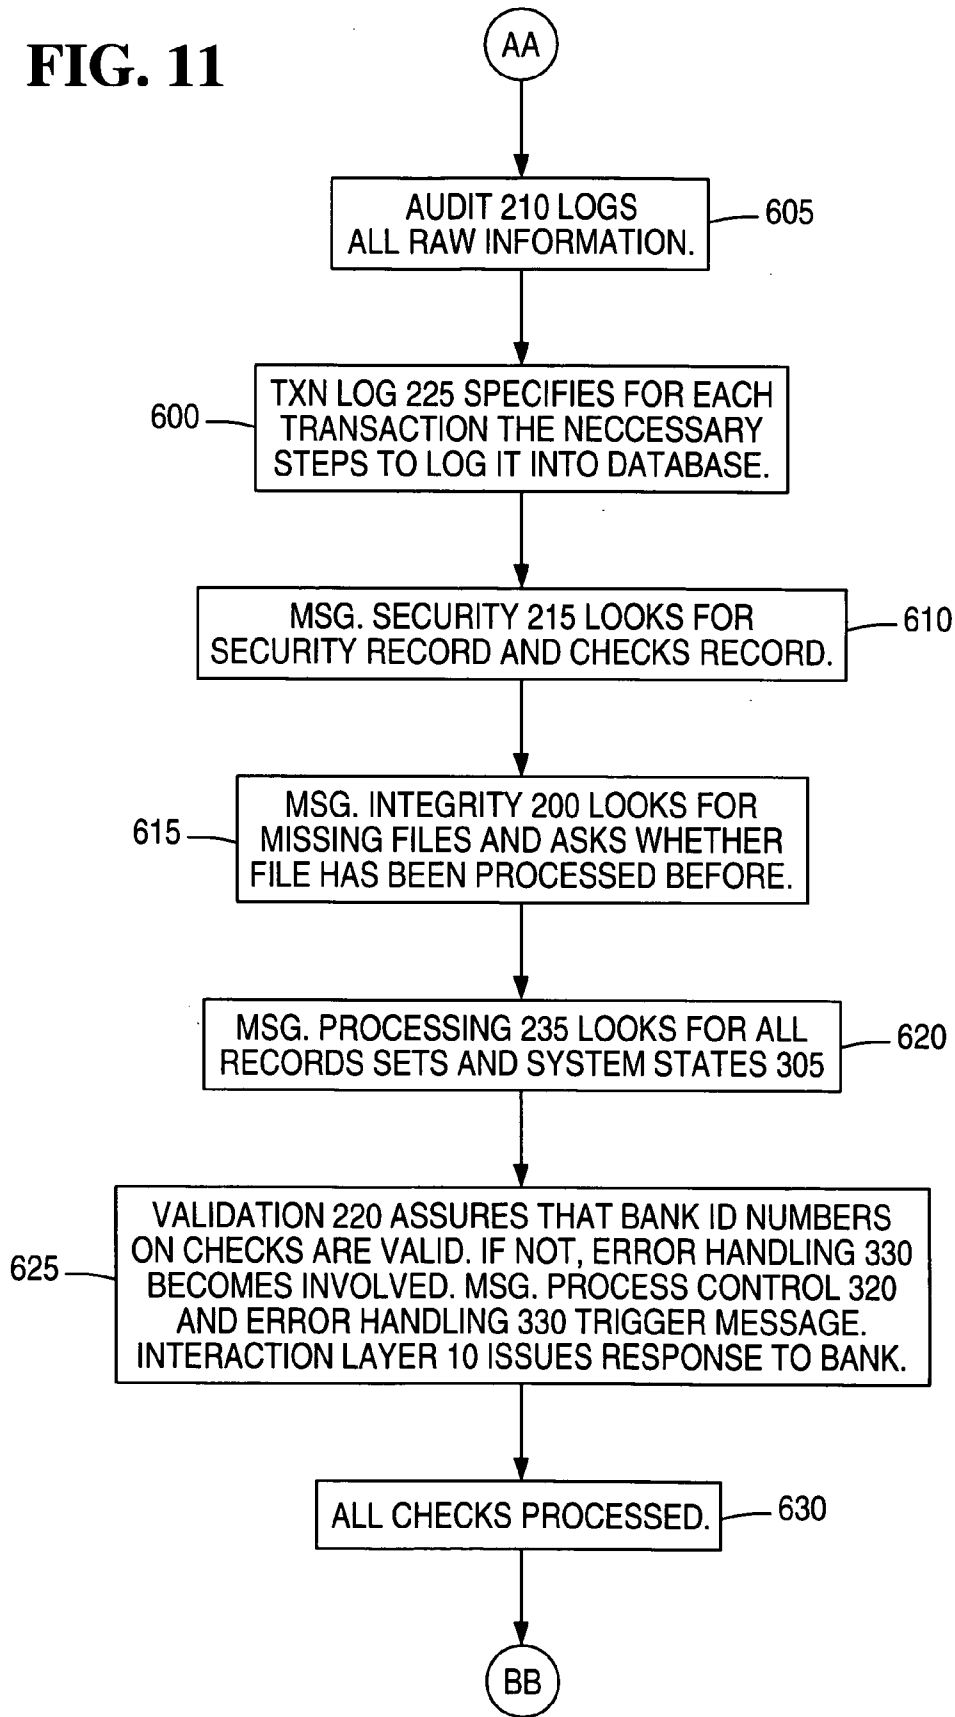 FIG. 11
AA
AUDIT 210 LOGS
ALL RAW INFORMATION.
605
TXN LOG 225 SPECIFIES FOR EACH
TRANSACTION THE NECCESSARY
STEPS TO LOG IT INTO DATABASE.
600
MSG. SECURITY 215 LOOKS FOR
SECURITY RECORD AND CHECKS RECORD.
610
MSG. INTEGRITY 200 LOOKS FOR
MISSING FILES AND ASKS WHETHER
FILE HAS BEEN PROCESSED BEFORE.
615
MSG. PROCESSING 235 LOOKS FOR ALL
RECORDS SETS AND SYSTEM STATES 305
620
VALIDATION 220 ASSURES THAT BANK ID NUMBERS
ON CHECKS ARE VALID. IF NOT, ERROR HANDLING 330
BECOMES INVOLVED. MSG. PROCESS CONTROL 320
AND ERROR HANDLING 330 TRIGGER MESSAGE.
INTERACTION LAYER 10 ISSUES RESPONSE TO BANK.
625
ALL CHECKS PROCESSED.
630
BB